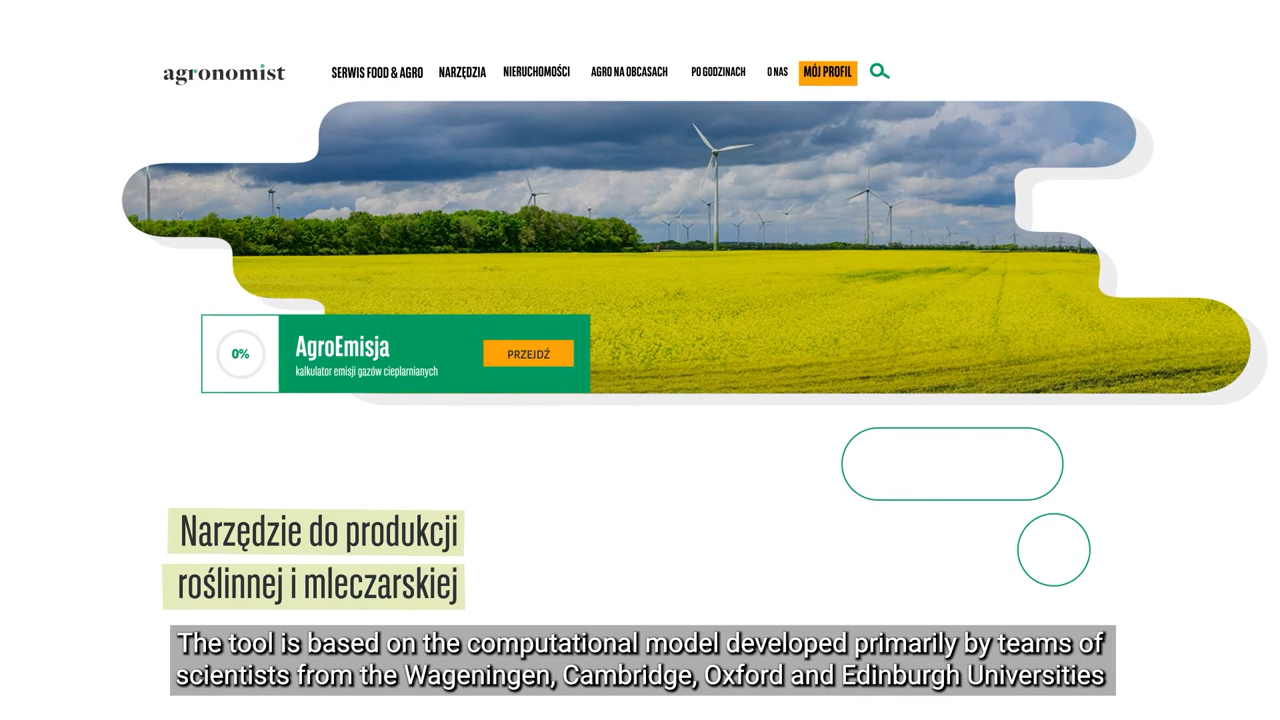 agronomist
SERWIS FOOD & AGRO NARZĘDZIA NIERUCHOMOŚCI AGRO NA OBCASACH PO GODZINACH O NAS MÓJ PROFIL
0%
AgroEmisja
kalkulator emisji gazów cieplarnianych
PRZEJDŹ
Narzędzie do produkcji
roślinnej i mleczarskiej
The tool is based on the computational model developed primarily by teams of
scientists from the Wageningen, Cambridge, Oxford and Edinburgh Universities